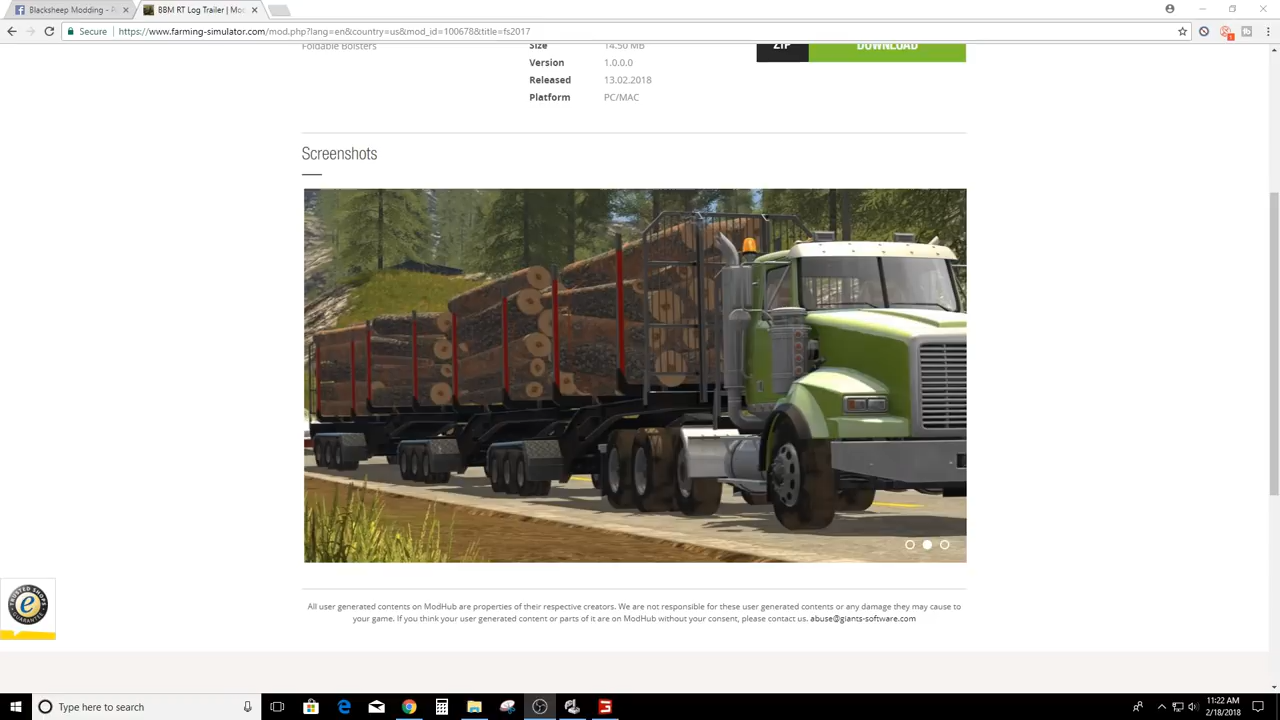 Blacksheep Modding -
BBM RT Log Trailer | Mo
Secure
https://www.farming-simulator.com/mod.php?lang=en&country=us&mod_id=100678&title=fs2017
Foldable Bolsters
Size 14.50 MB
Version 1.0.0.0
Released 13.02.2018
Platform PC/MAC
ZIP DOWNLOAD
Screenshots
All user generated contents on ModHub are properties of their respective creators. We are not responsible for these user generated contents or any damage they may cause to
your game. If you think your user generated content or parts of it are on ModHub without your consent, please contact us. abuse@giants-software.com
TRUSTED SHOPS
GUARANTEE
Type here to search
11:22 AM
2/18/2018